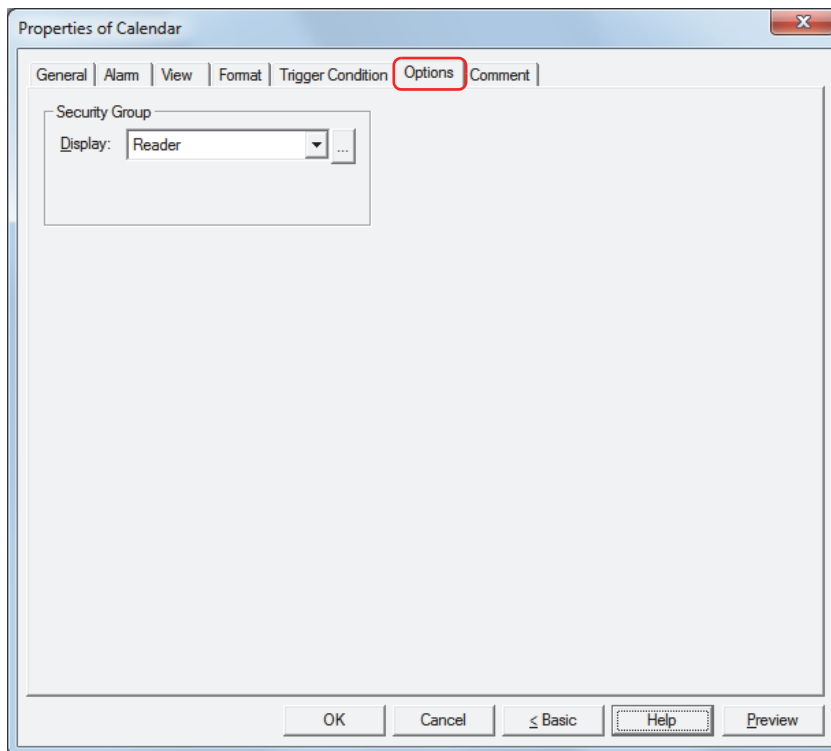 Properties of Calendar
X
General Alarm View Format Trigger Condition Options Comment
Security Group
Display: Reader ...
OK Cancel < Basic Help Preview